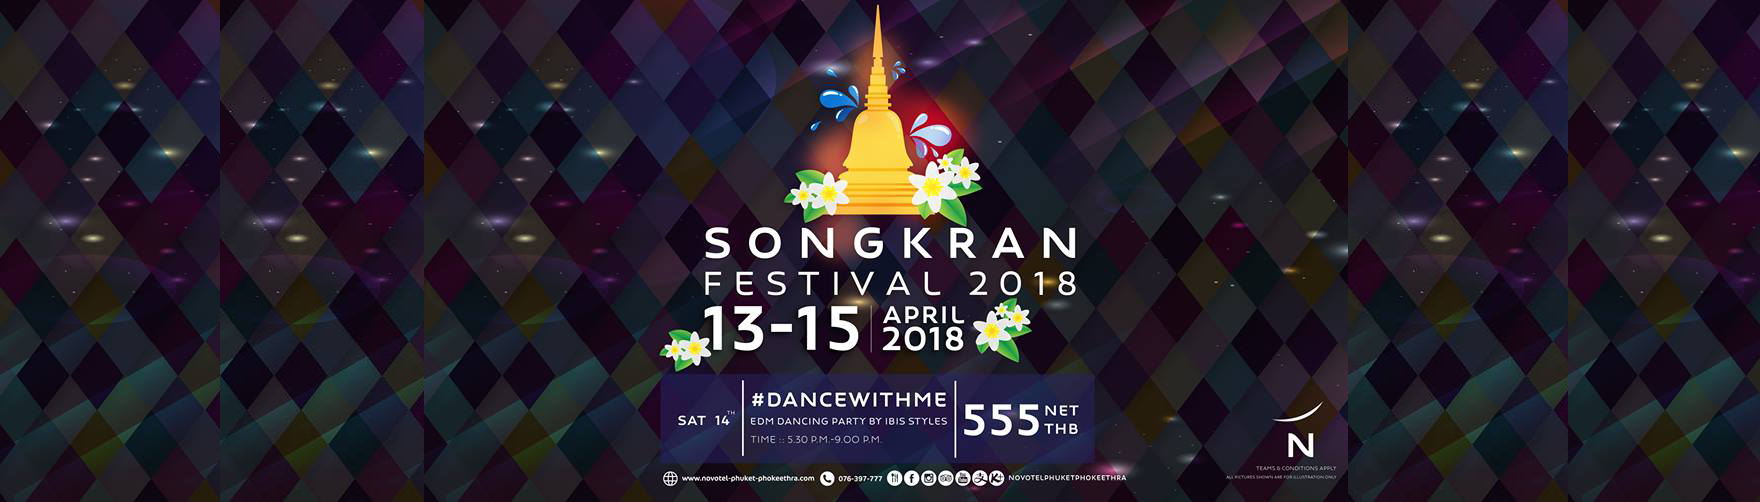 SONGKRAN
FESTIVAL 2018
13-15 APRIL 2018
SAT 14TH
#DANCEWITHME
EDM DANCING PARTY BY IBIS STYLES
TIME :: 5.30 P.M.-9.00 P.M.
555 NET THB
www.novotel-phuket-phokeethra.com 076-397-777 NOVOTELPHUKETPHOKEETHRA
N
TEAMS & CONDITIONS APPLY
ALL PICTURES SHOWN ARE FOR ILLUSTRATION ONLY